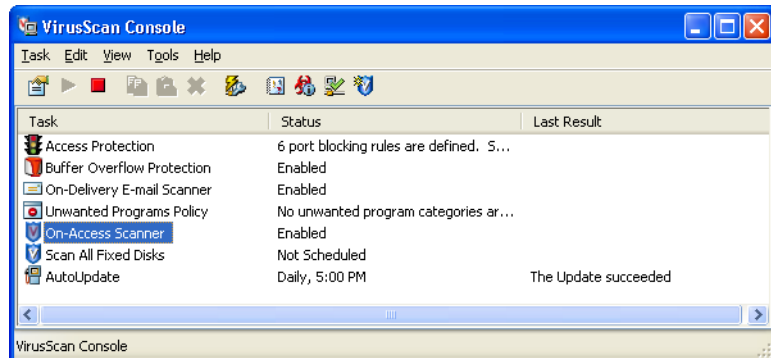 VirusScan Console
Task Edit View Tools Help
Task Status Last Result
Access Protection 6 port blocking rules are defined. S...
Buffer Overflow Protection Enabled
On-Delivery E-mail Scanner Enabled
Unwanted Programs Policy No unwanted program categories ar...
On-Access Scanner Enabled
Scan All Fixed Disks Not Scheduled
AutoUpdate Daily, 5:00 PM The Update succeeded
VirusScan Console